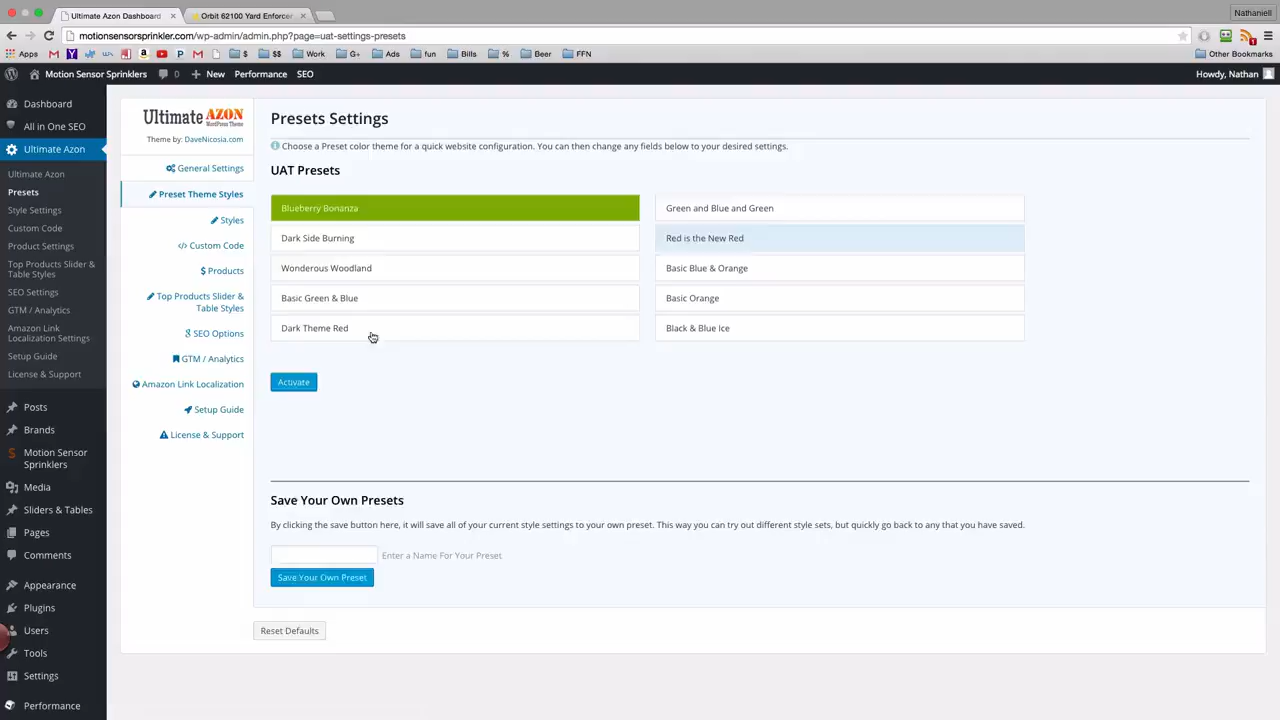 Ultimate Azon Dashboard
Orbit 62100 Yard Enforcer
Nathaniell
motionsensorsprinkler.com/wp-admin/admin.php?page=uat-settings-presets
Apps
$
$$
Work
G+
Ads
fun
Bills
%
Beer
FFN
Other Bookmarks
Motion Sensor Sprinklers
0
New
Performance
SEO
Howdy, Nathan
Dashboard
All in One SEO
Ultimate Azon
Ultimate Azon
Presets
Style Settings
Custom Code
Product Settings
Top Products Slider &
Table Styles
SEO Settings
GTM / Analytics
Amazon Link
Localization Settings
Setup Guide
License & Support
Posts
Brands
Motion Sensor
Sprinklers
Media
Sliders & Tables
Pages
Comments
Appearance
Plugins
Users
Tools
Settings
Performance
Ultimate AZON
WordPress Theme
Theme by: DaveNicosia.com
General Settings
Preset Theme Styles
Styles
Custom Code
Products
Top Products Slider &
Table Styles
SEO Options
GTM / Analytics
Amazon Link Localization
Setup Guide
License & Support
Presets Settings
Choose a Preset color theme for a quick website configuration. You can then change any fields below to your desired settings.
UAT Presets
Blueberry Bonanza
Green and Blue and Green
Dark Side Burning
Red is the New Red
Wonderous Woodland
Basic Blue & Orange
Basic Green & Blue
Basic Orange
Dark Theme Red
Black & Blue Ice
Activate
Save Your Own Presets
By clicking the save button here, it will save all of your current style settings to your own preset. This way you can try out different style sets, but quickly go back to any that you have saved.
Enter a Name For Your Preset
Save Your Own Preset
Reset Defaults